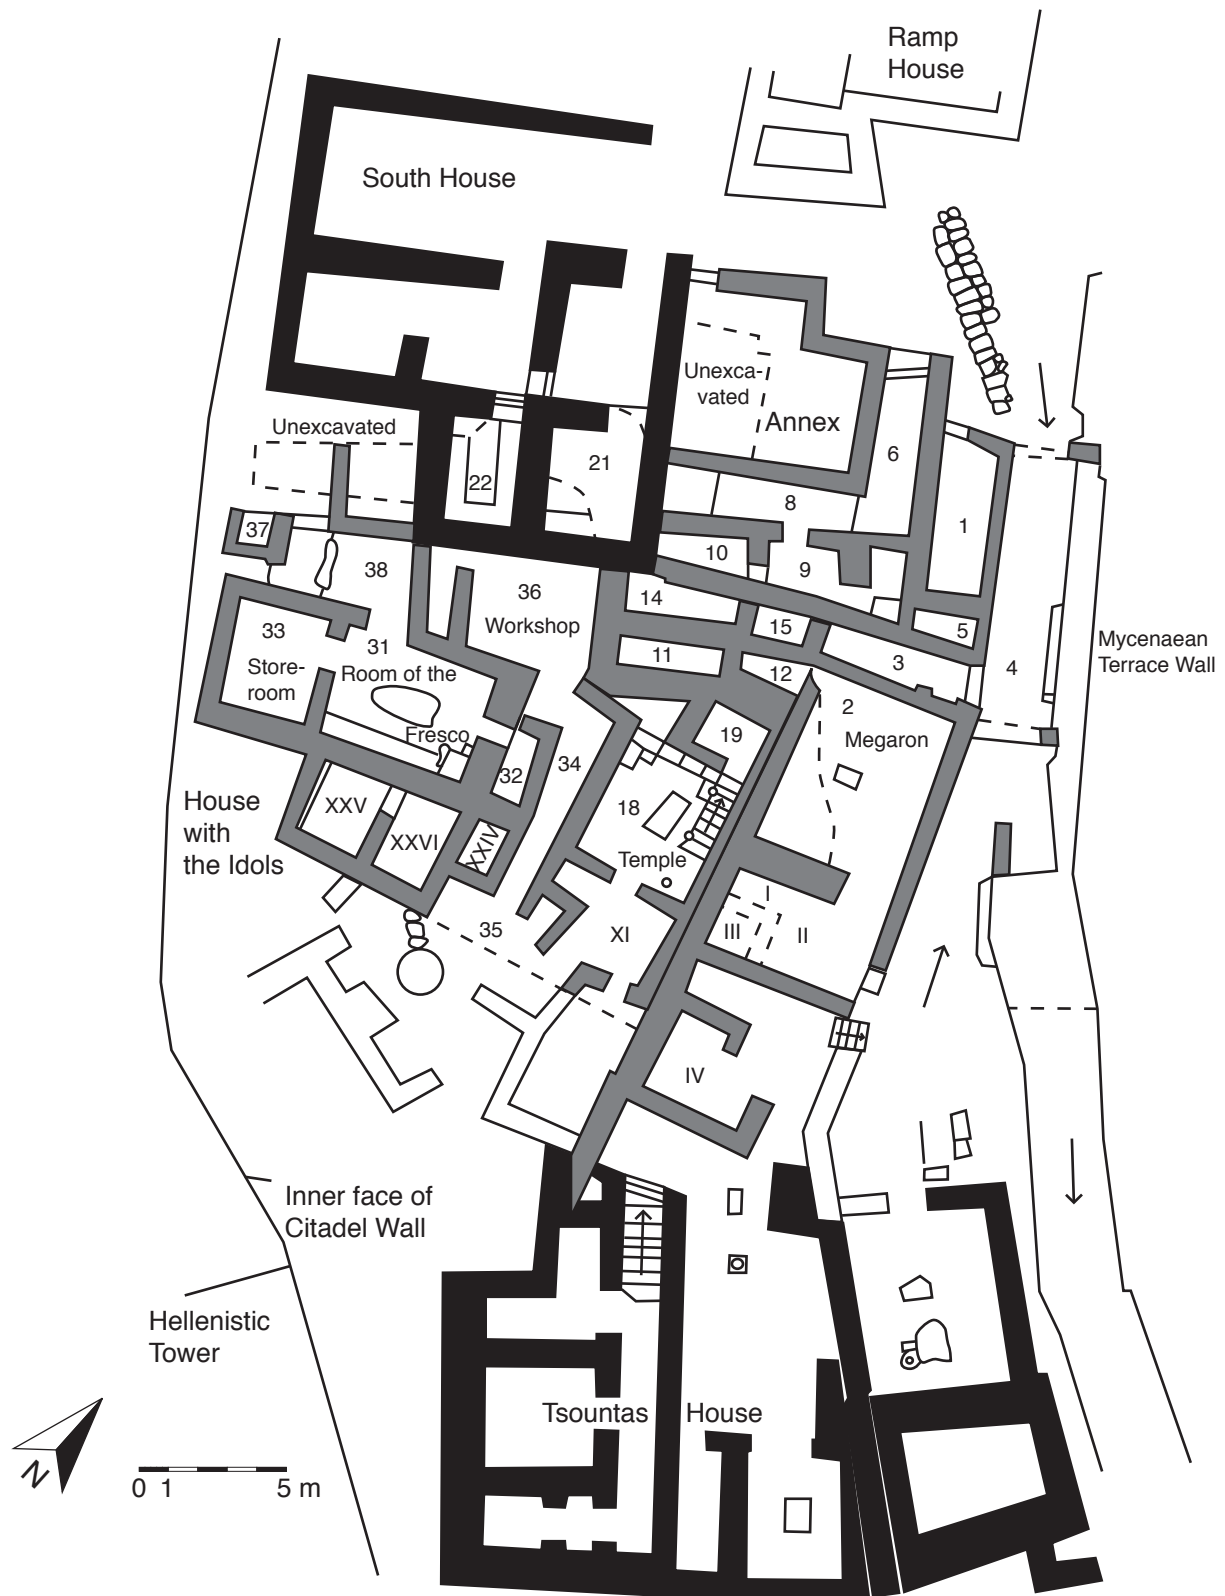 Ramp
House
South House
Unexca-
vated
Annex
Unexcavated
6
22
21
8
1
37
10
9
38
36
14
Workshop
15
5
33
31
11
12
3
4
Mycenaean
Terrace Wall
Store-
room
Room of the
Fresco
2
Megaron
19
32
34
18
House
with
the Idols
XXV
XXVI
XXIV
Temple
I
II
III
35
XI
IV
Inner face of
Citadel Wall
Hellenistic
Tower
Tsountas House
N
0 1 5 m